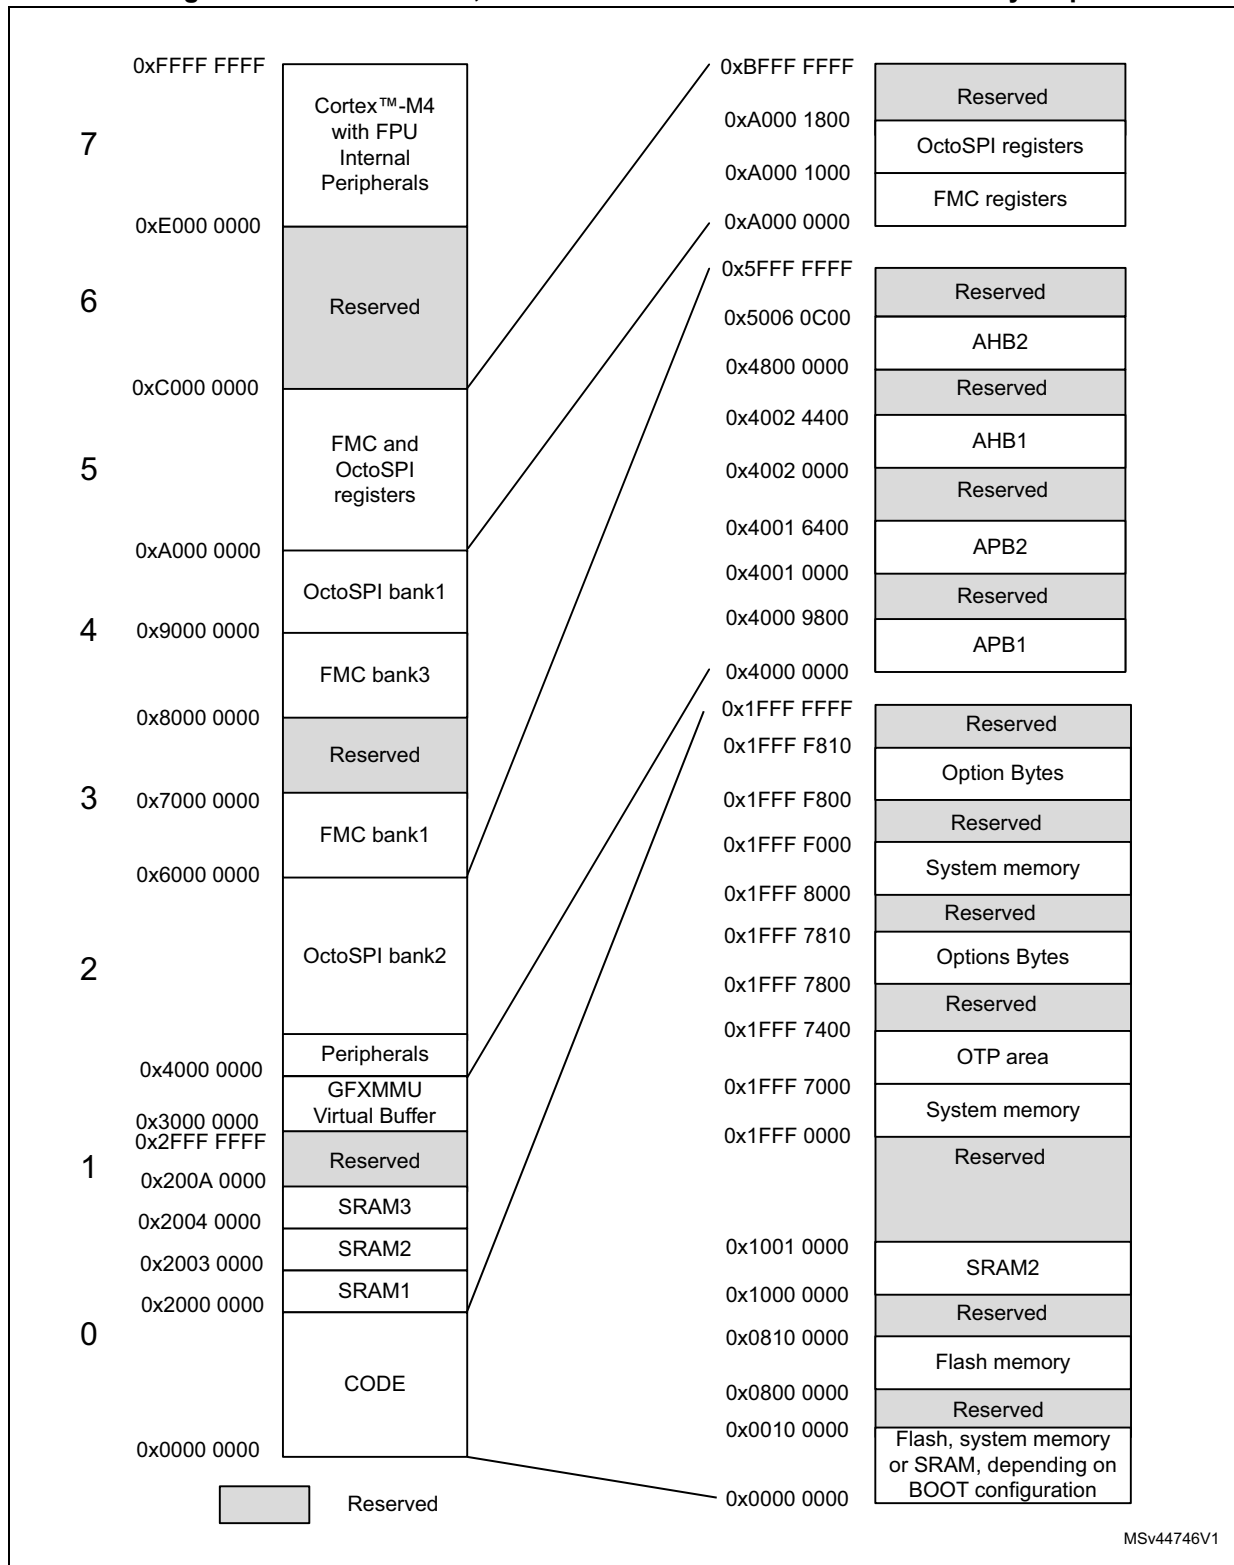 0xFFFF FFFF
7
Cortex™-M4
with FPU
Internal
Peripherals
0xE000 0000
6
Reserved
0xC000 0000
5
FMC and
OctoSPI
registers
0xA000 0000
OctoSPI bank1
4
0x9000 0000
FMC bank3
0x8000 0000
Reserved
3
0x7000 0000
FMC bank1
0x6000 0000
2
OctoSPI bank2
Peripherals
0x4000 0000
GFXMMU
Virtual Buffer
0x3000 0000
0x2FFF FFFF
1
Reserved
0x200A 0000
SRAM3
0x2004 0000
SRAM2
0x2003 0000
SRAM1
0x2000 0000
0
CODE
0x0000 0000
Reserved
0xBFFF FFFF
Reserved
0xA000 1800
OctoSPI registers
0xA000 1000
FMC registers
0xA000 0000
0x5FFF FFFF
Reserved
0x5006 0C00
AHB2
0x4800 0000
Reserved
0x4002 4400
AHB1
0x4002 0000
Reserved
0x4001 6400
APB2
0x4001 0000
Reserved
0x4000 9800
APB1
0x4000 0000
0x1FFF FFFF
Reserved
0x1FFF F810
Option Bytes
0x1FFF F800
Reserved
0x1FFF F000
System memory
0x1FFF 8000
Reserved
0x1FFF 7810
Options Bytes
0x1FFF 7800
Reserved
0x1FFF 7400
OTP area
0x1FFF 7000
System memory
0x1FFF 0000
Reserved
0x1001 0000
SRAM2
0x1000 0000
Reserved
0x0810 0000
Flash memory
0x0800 0000
Reserved
0x0010 0000
Flash, system memory
or SRAM, depending on
BOOT configuration
0x0000 0000
MSv44746V1